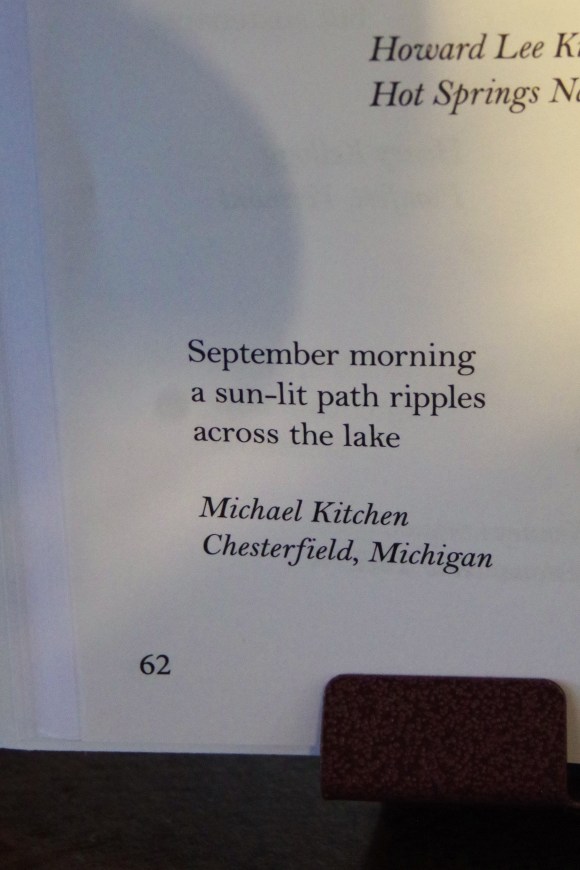 Howard Lee
Hot Springs
September morning
a sun-lit path ripples
across the lake
Michael Kitchen
Chesterfield, Michigan
62